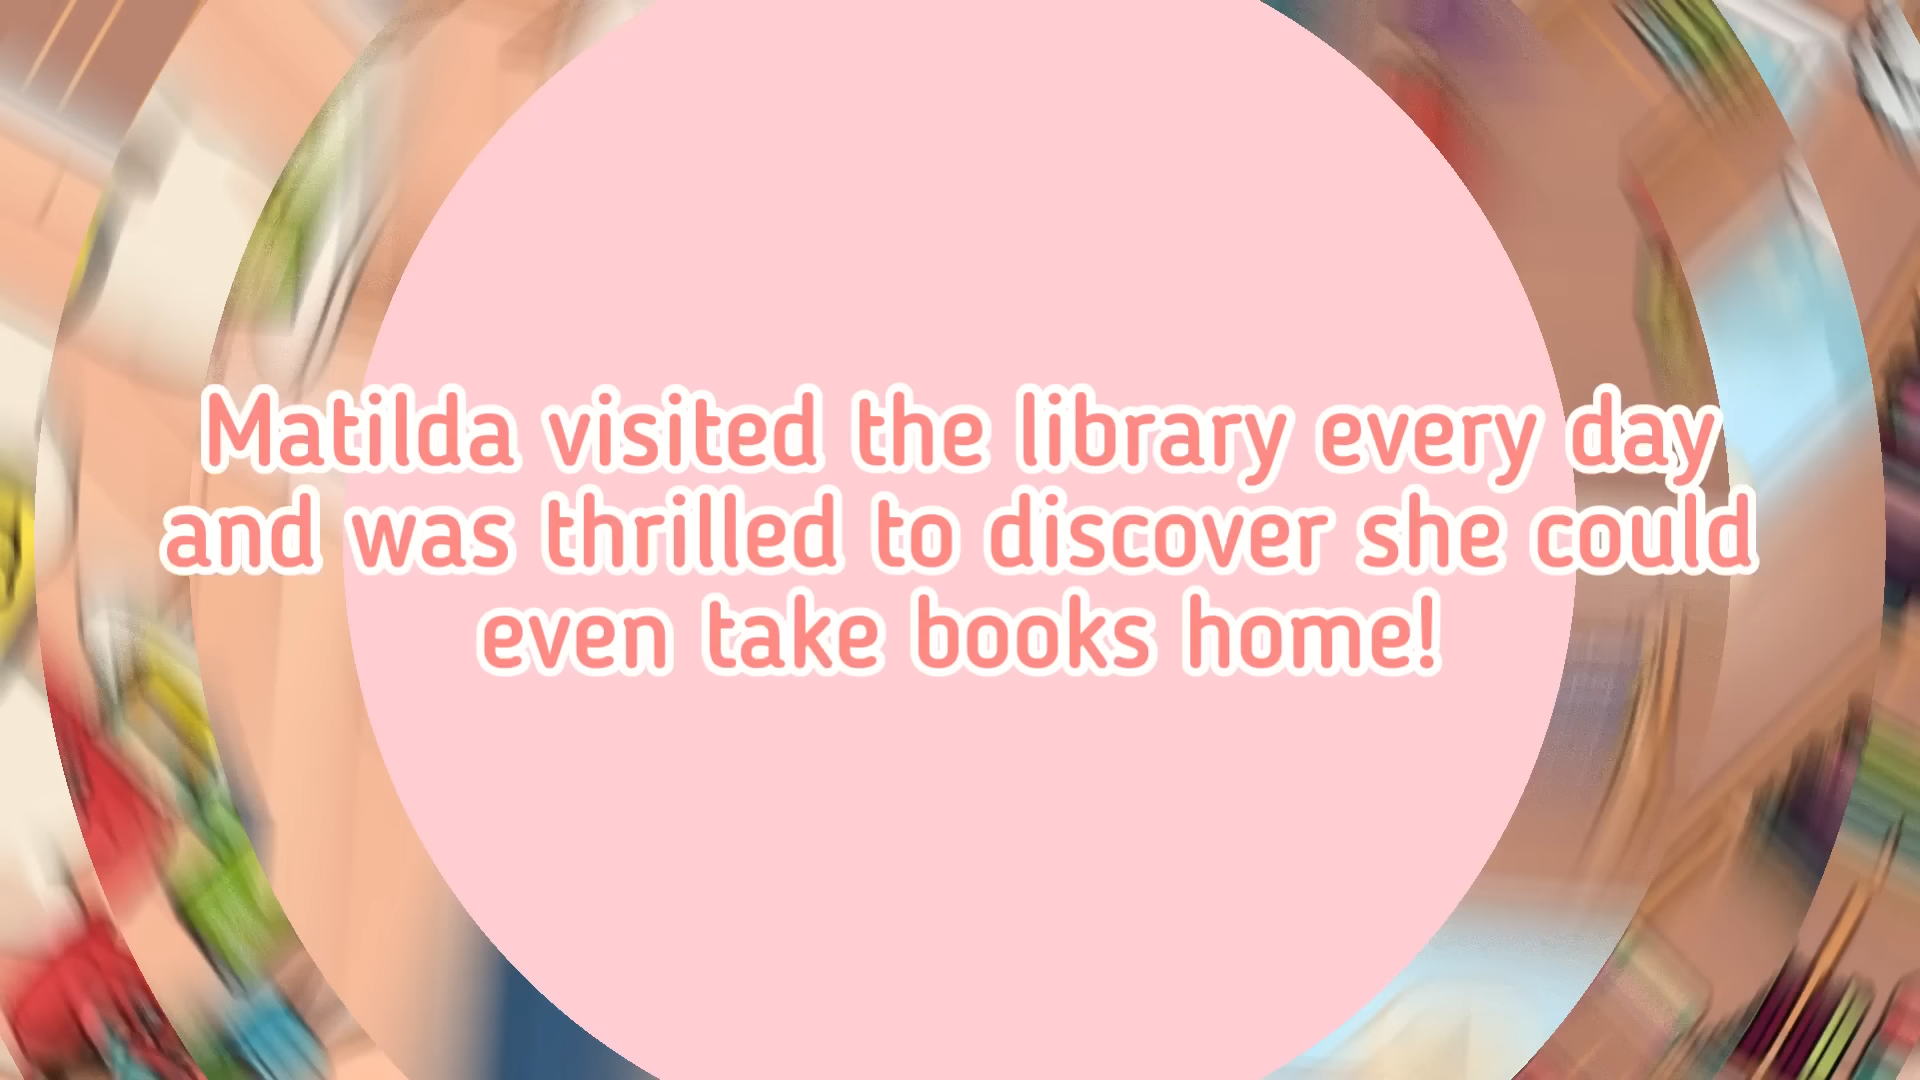 Matilda visited the library every day
and was thrilled to discover she could
even take books home!